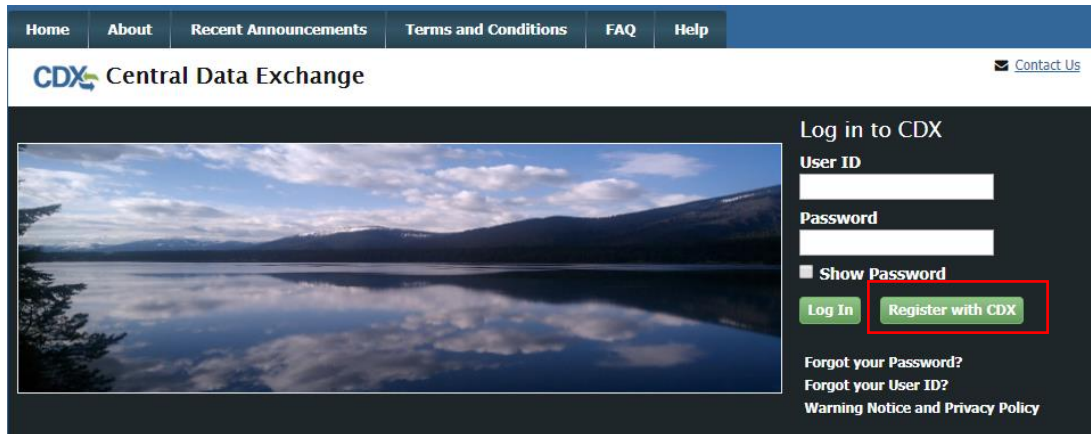 Home About Recent Announcements Terms and Conditions FAQ Help
CDX Central Data Exchange
Contact Us
Log in to CDX
User ID
Password
Show Password
Log In Register with CDX
Forgot your Password?
Forgot your User ID?
Warning Notice and Privacy Policy